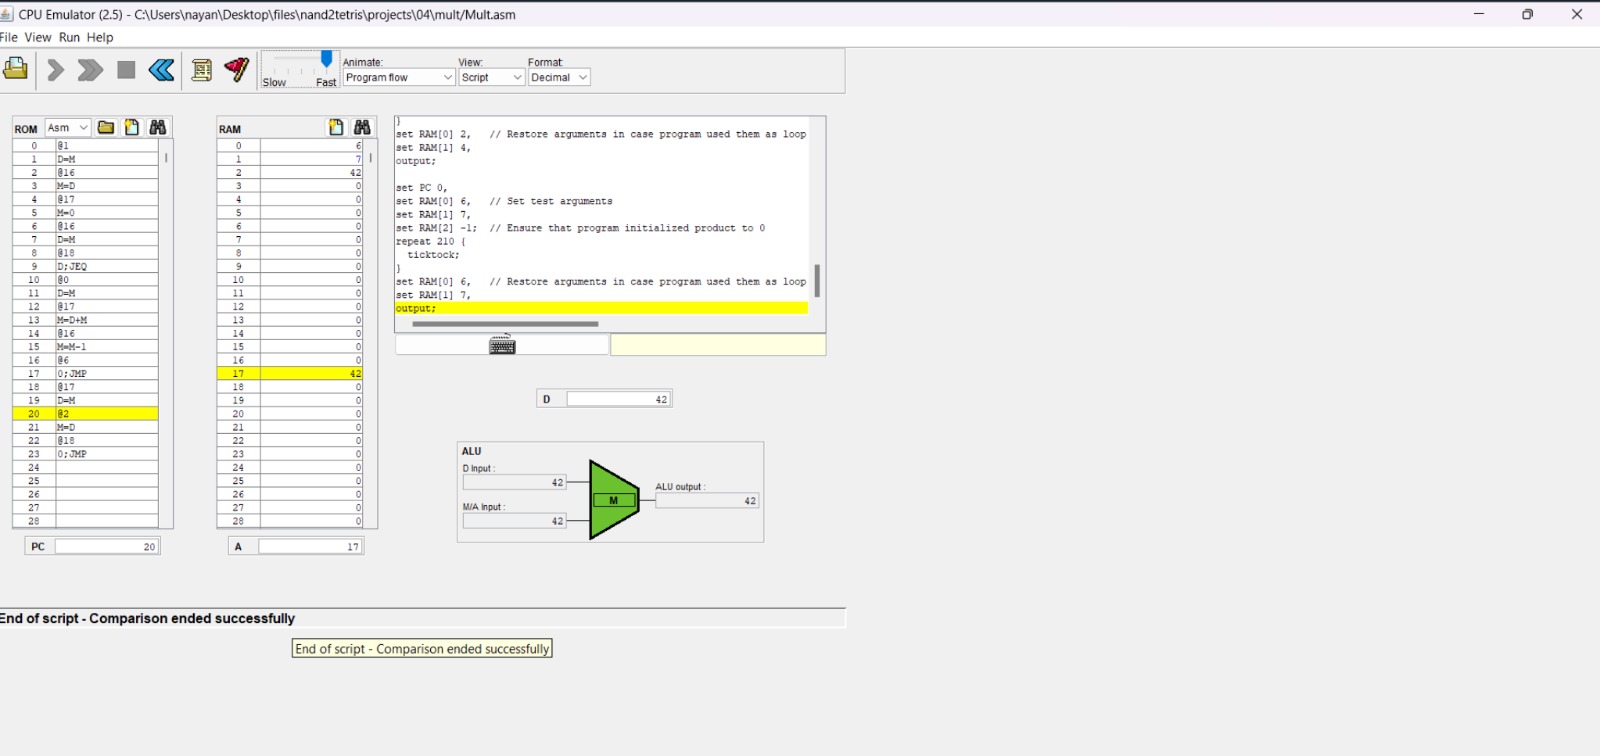 CPU Emulator (2.5) - C:\Users\nayan\Desktop\files\nand2tetris\projects\04\mult/Mult.asm
File View Run Help
Slow Fast
Animate:
Program flow
View:
Script
Format:
Decimal
ROM Asm
0 @1
1 D=M
2 @16
3 M=D
4 @17
5 M=0
6 @16
7 D=M
8 @18
9 D;JEQ
10 @0
11 D=M
12 @17
13 M=D+M
14 @16
15 M=M-1
16 @6
17 0;JMP
18 @17
19 D=M
20 @2
21 M=D
22 @18
23 0;JMP
24
25
26
27
28
PC 20
RAM
0 6
1 7
2 42
3 0
4 0
5 0
6 0
7 0
8 0
9 0
10 0
11 0
12 0
13 0
14 0
15 0
16 0
17 42
18 0
19 0
20 0
21 0
22 0
23 0
24 0
25 0
26 0
27 0
28 0
A 17
}
set RAM[0] 2, // Restore arguments in case program used them as loop
set RAM[1] 4,
output;
set PC 0,
set RAM[0] 6, // Set test arguments
set RAM[1] 7,
set RAM[2] -1; // Ensure that program initialized product to 0
repeat 210 {
ticktock;
}
set RAM[0] 6, // Restore arguments in case program used them as loop
set RAM[1] 7,
output;
D 42
ALU
D Input :
42
M/A Input :
42
M
ALU output :
42
End of script - Comparison ended successfully
End of script - Comparison ended successfully